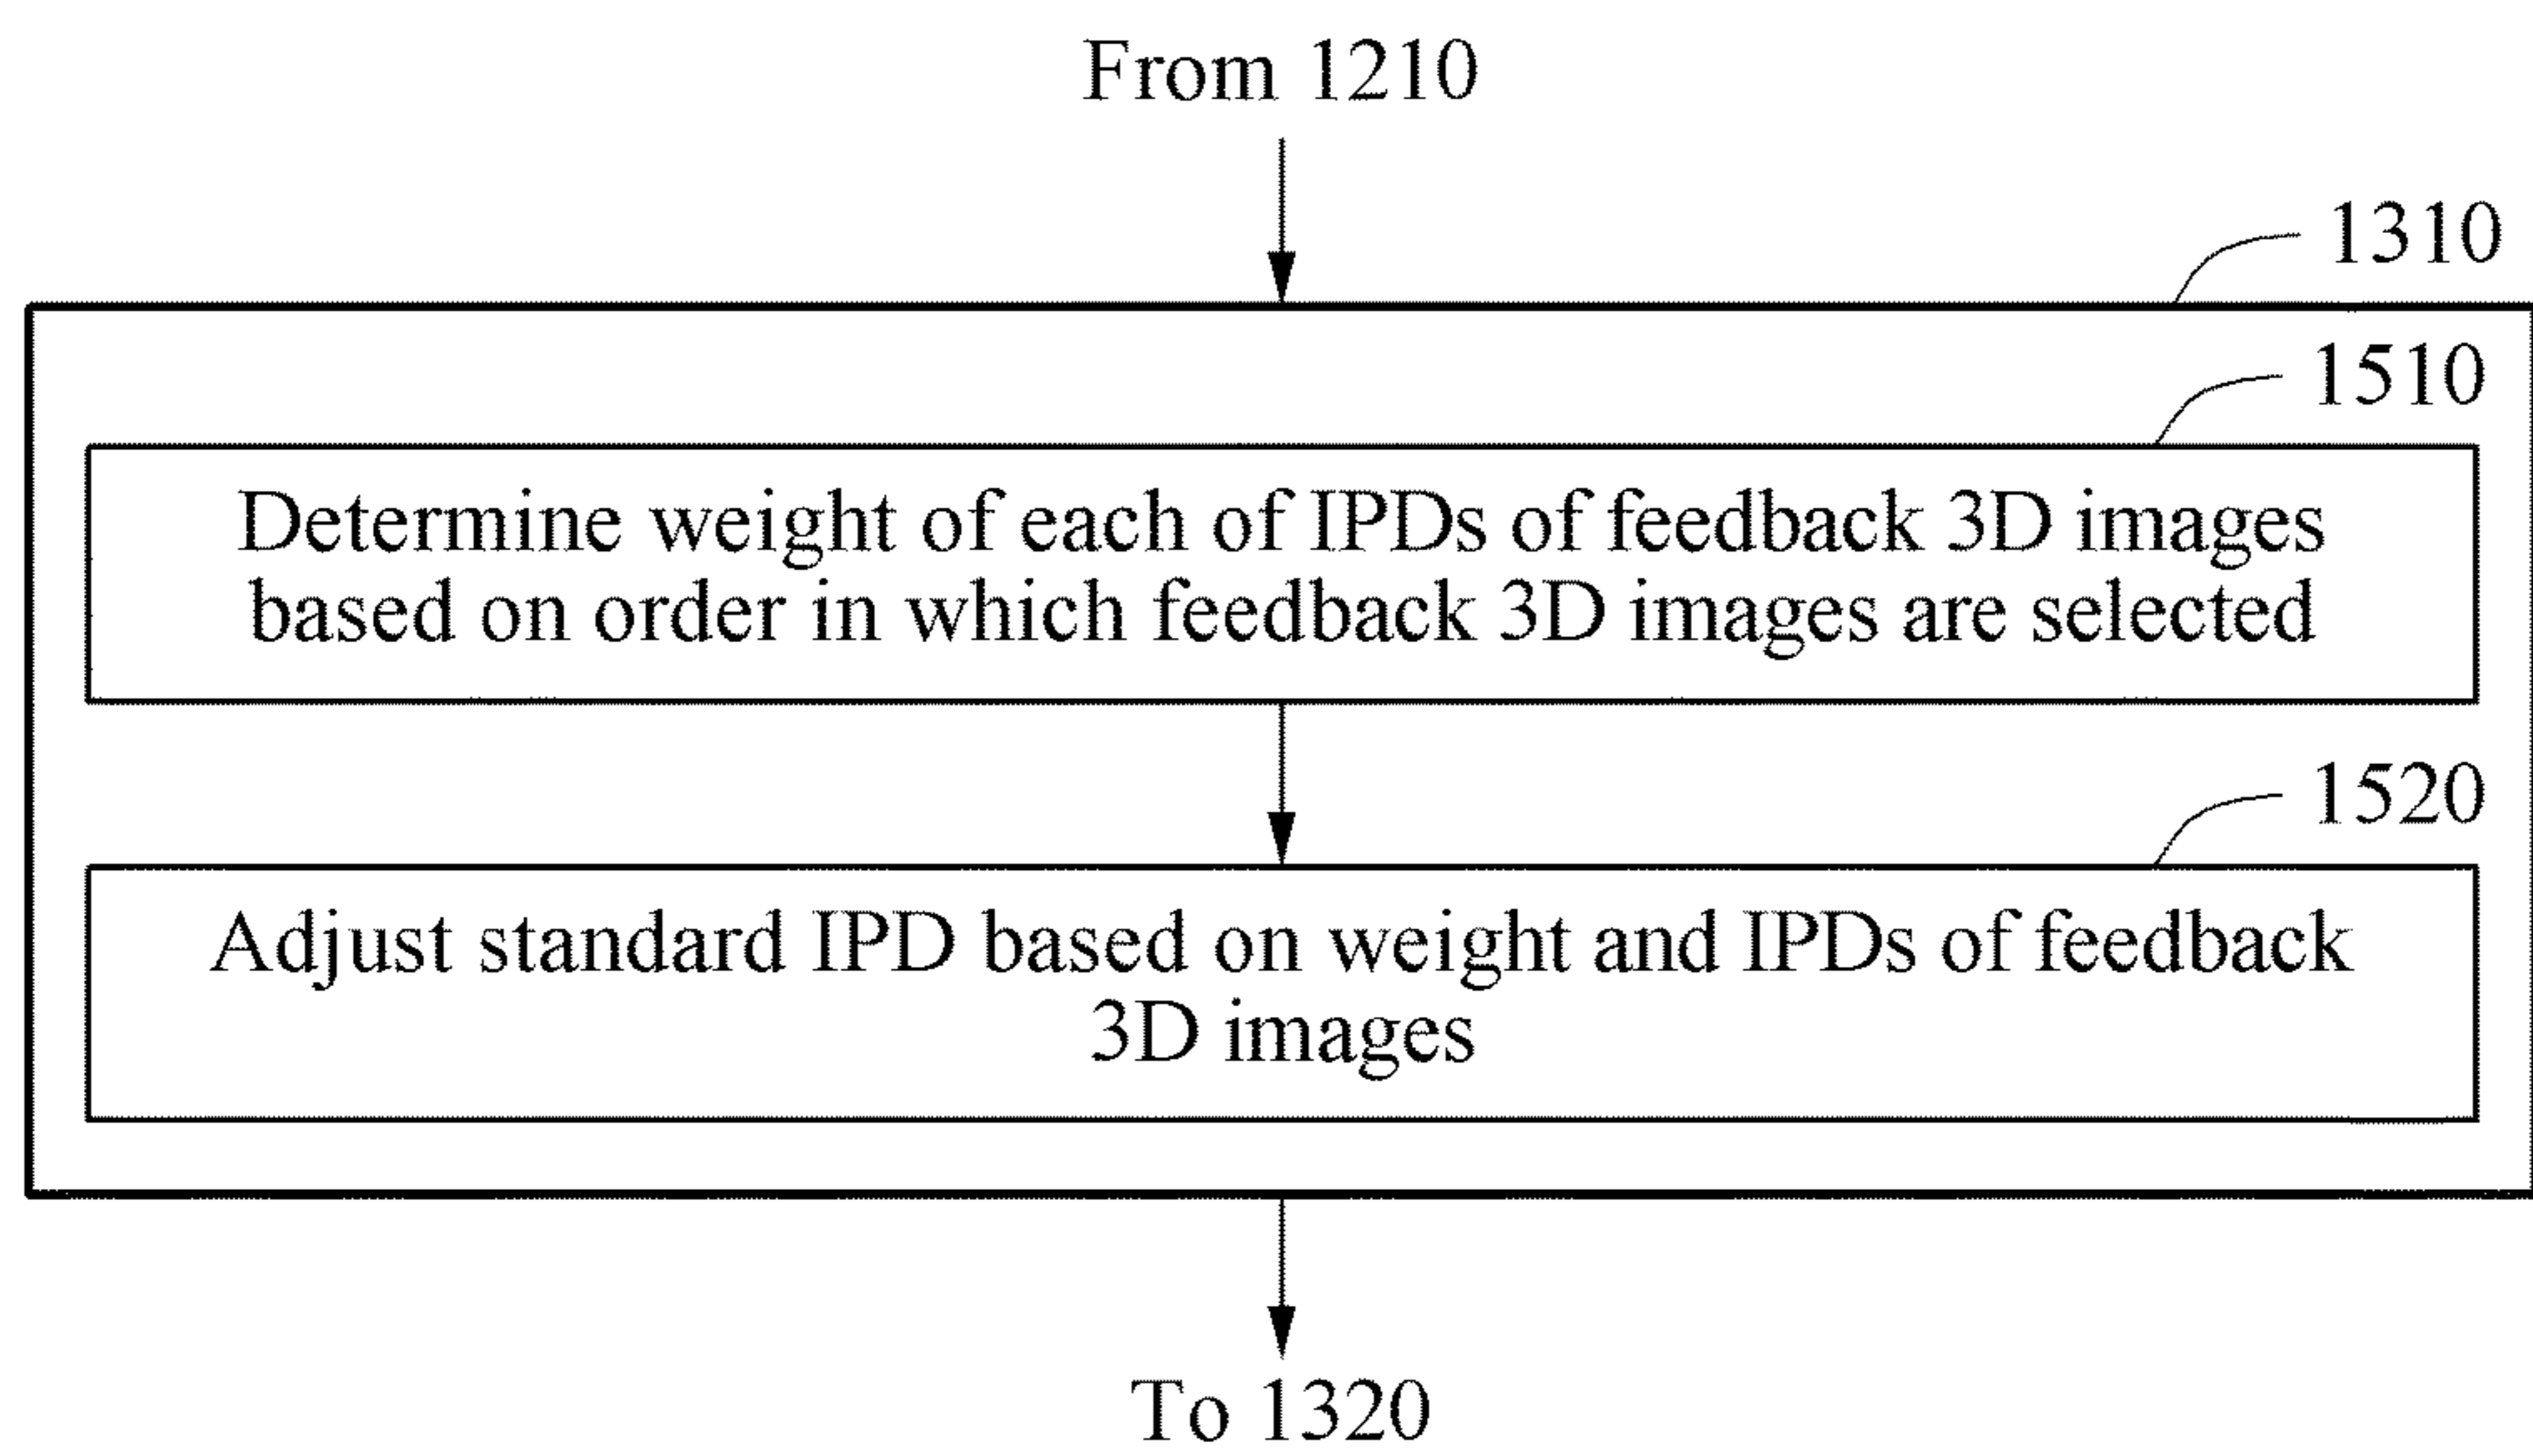 From 1210
1310
1510
Determine weight of each of IPDs of feedback 3D images
based on order in which feedback 3D images are selected
1520
Adjust standard IPD based on weight and IPDs of feedback
3D images
To 1320